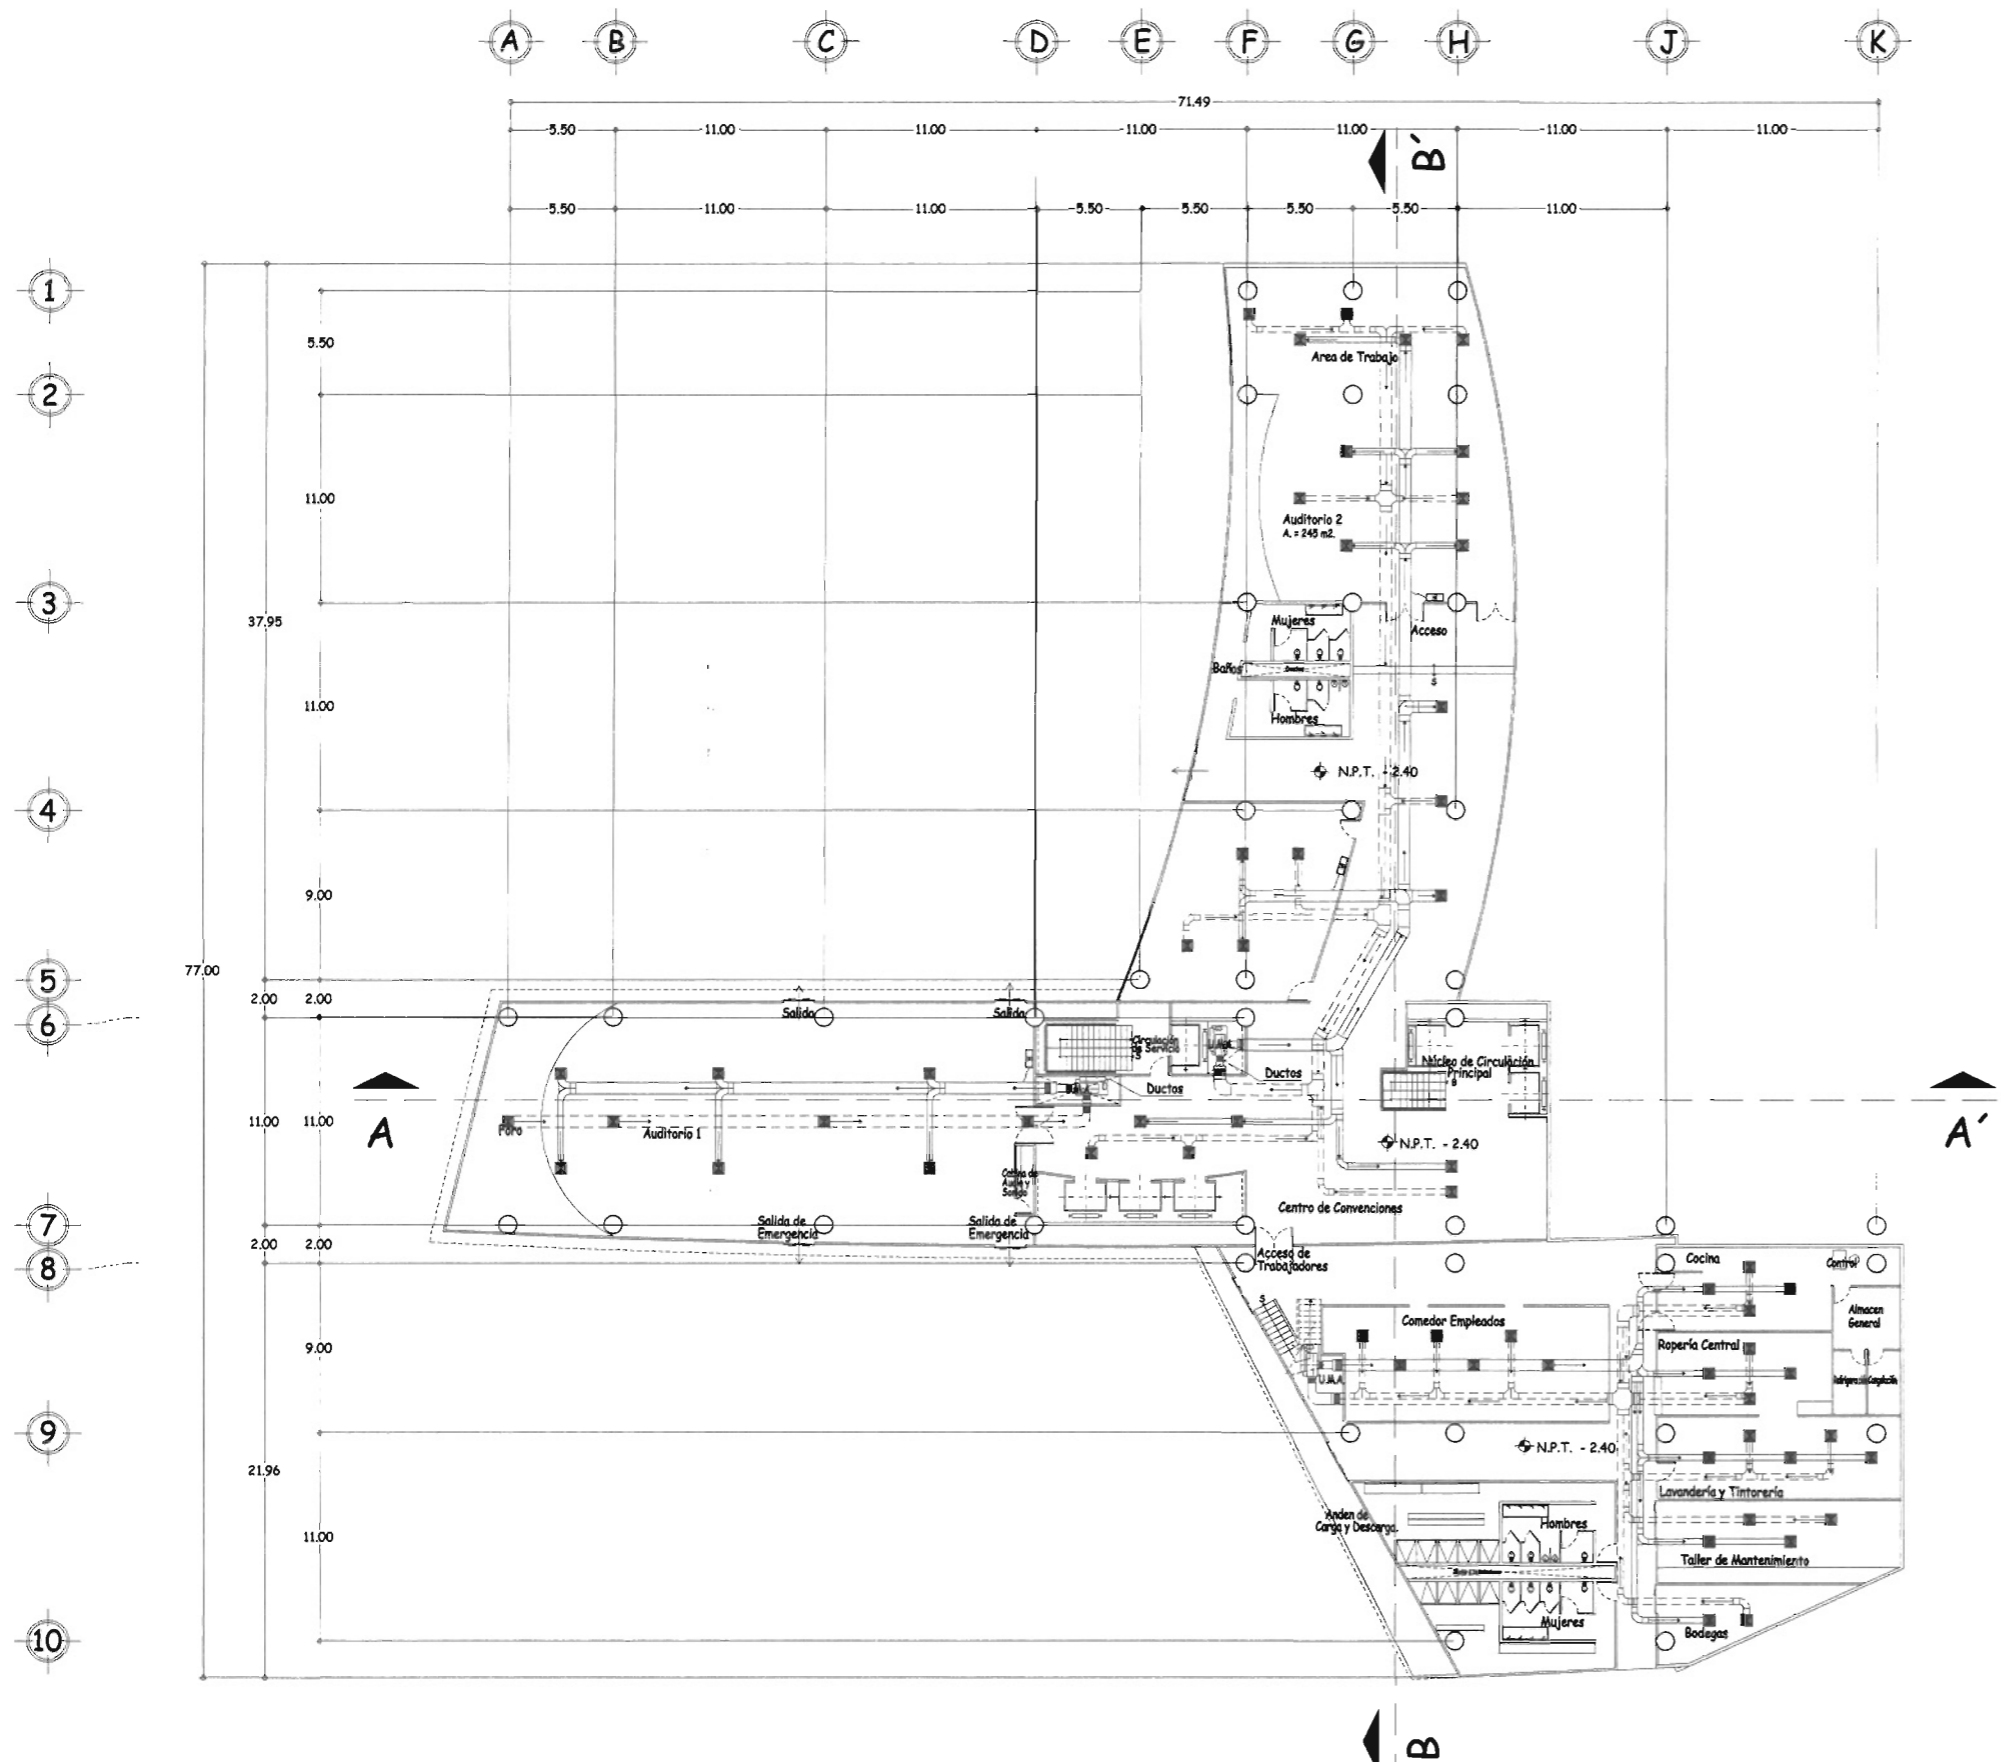 A B C D E F G H J K
71.49
5.50 11.00 11.00 11.00 11.00 11.00 11.00
B´
5.50 11.00 11.00 5.50 5.50 5.50 5.50 11.00
1
5.50
Area de Trabajo
2
11.00
Auditorio 2
A. = 245 m2.
3
37.95
Mujeres
Acceso
Baños
S
11.00
Hombres
N.P.T. - 2.40
4
9.00
77.00
5
2.00 2.00
6
Salida Salida
Circulación
de Servicio
S
Núcleo de Circulación
Principal
Ductos Ductos
11.00 11.00
A
Foro
Auditorio 1
N.P.T. - 2.40
A´
Audio y
Sonido
Centro de Convenciones
7
Salida de
Emergencia
Salida de
Emergencia
2.00 2.00
8
Acceso de
Trabajadores
Cocina
Control
S
Almacen
General
Comedor Empleados
9.00
Ropería Central
U.M.A.
9
N.P.T. - 2.40
21.96
Lavandería y Tintorería
Anden de
Carga y Descarga
Hombres
11.00
Taller de Mantenimiento
Mujeres
Bodegas
10
B